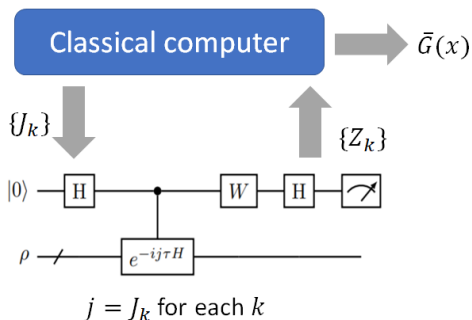 Classical computer
Ḡ(x)
{J_k}
{Z_k}
|0⟩ H W H
ρ e^{-ijτH}
j = J_k for each k